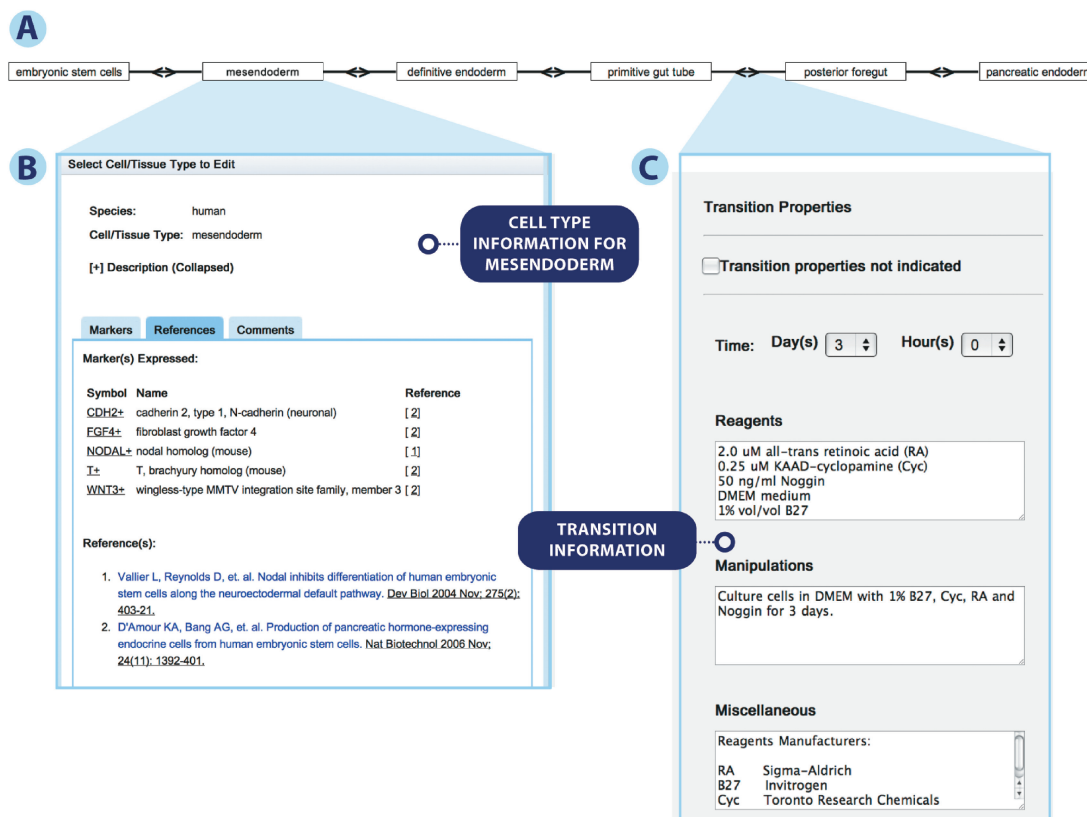 A
embryonic stem cells
mesendoderm
definitive endoderm
primitive gut tube
posterior foregut
pancreatic endoderm
B
Select Cell/Tissue Type to Edit
Species: human
Cell/Tissue Type: mesendoderm
[+] Description (Collapsed)
CELL TYPE
INFORMATION FOR
MESENDODERM
Markers References Comments
Marker(s) Expressed:
Symbol Name Reference
CDH2+ cadherin 2, type 1, N-cadherin (neuronal) [ 2]
FGF4+ fibroblast growth factor 4 [ 2]
NODAL+ nodal homolog (mouse) [ 1]
T+ T, brachyury homolog (mouse) [ 2]
WNT3+ wingless-type MMTV integration site family, member 3 [ 2]
Reference(s):
1. Vallier L, Reynolds D, et. al. Nodal inhibits differentiation of human embryonic
stem cells along the neuroectodermal default pathway. Dev Biol 2004 Nov; 275(2):
403-21.
2. D'Amour KA, Bang AG, et. al. Production of pancreatic hormone-expressing
endocrine cells from human embryonic stem cells. Nat Biotechnol 2006 Nov;
24(11): 1392-401.
C
Transition Properties
Transition properties not indicated
Time: Day(s) 3 Hour(s) 0
Reagents
2.0 uM all-trans retinoic acid (RA)
0.25 uM KAAD-cyclopamine (Cyc)
50 ng/ml Noggin
DMEM medium
1% vol/vol B27
TRANSITION
INFORMATION
Manipulations
Culture cells in DMEM with 1% B27, Cyc, RA and
Noggin for 3 days.
Miscellaneous
Reagents Manufacturers:
RA Sigma-Aldrich
B27 Invitrogen
Cyc Toronto Research Chemicals